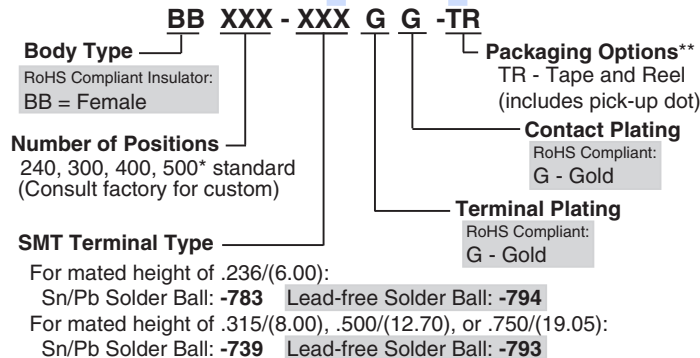 BB XXX - XXX G G -TR
Body Type
RoHS Compliant Insulator:
BB = Female
Packaging Options**
TR - Tape and Reel
(includes pick-up dot)
Number of Positions
240, 300, 400, 500* standard
(Consult factory for custom)
Contact Plating
RoHS Compliant:
G - Gold
Terminal Plating
RoHS Compliant:
G - Gold
SMT Terminal Type
For mated height of .236/(6.00):
Sn/Pb Solder Ball: -783 Lead-free Solder Ball: -794
For mated height of .315/(8.00), .500/(12.70), or .750/(19.05):
Sn/Pb Solder Ball: -739 Lead-free Solder Ball: -793